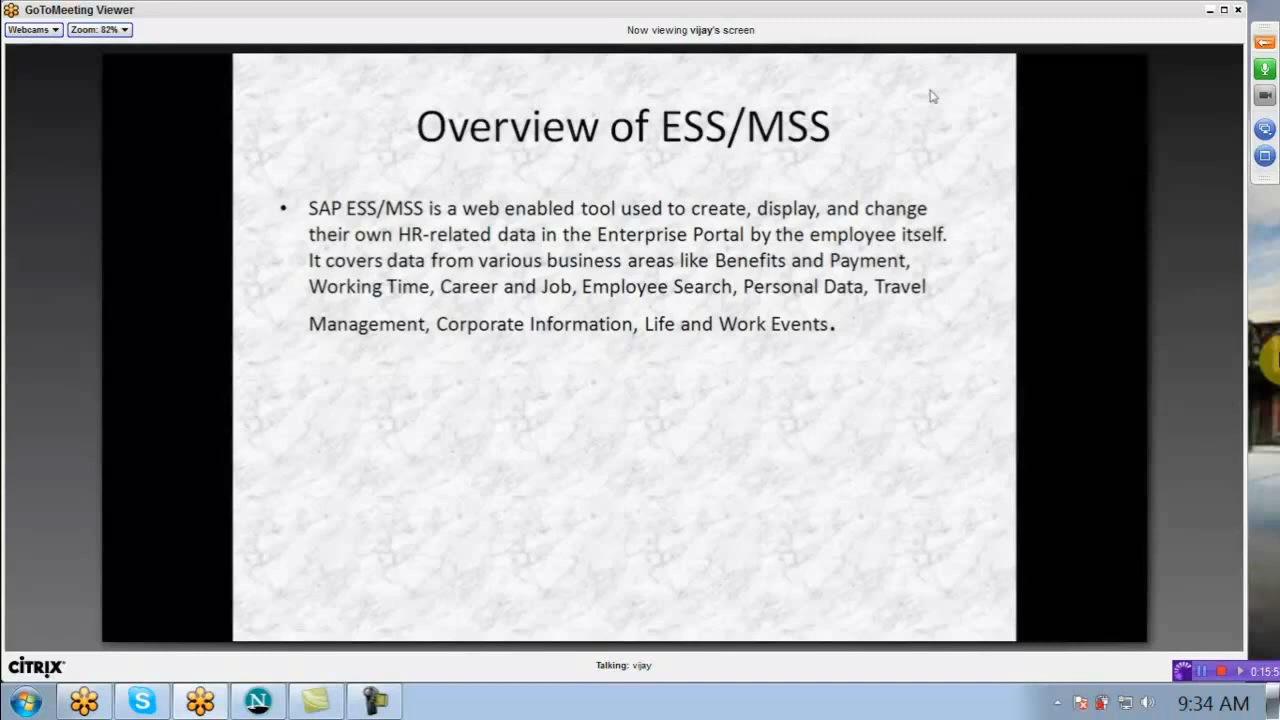 GoToMeeting Viewer
Webcams
Zoom: 82%
Now viewing vijay's screen
Overview of ESS/MSS
• SAP ESS/MSS is a web enabled tool used to create, display, and change
their own HR-related data in the Enterprise Portal by the employee itself.
It covers data from various business areas like Benefits and Payment,
Working Time, Career and Job, Employee Search, Personal Data, Travel
Management, Corporate Information, Life and Work Events.
CITRIX
Talking: vijay
0:15:5
S
N
9:34 AM